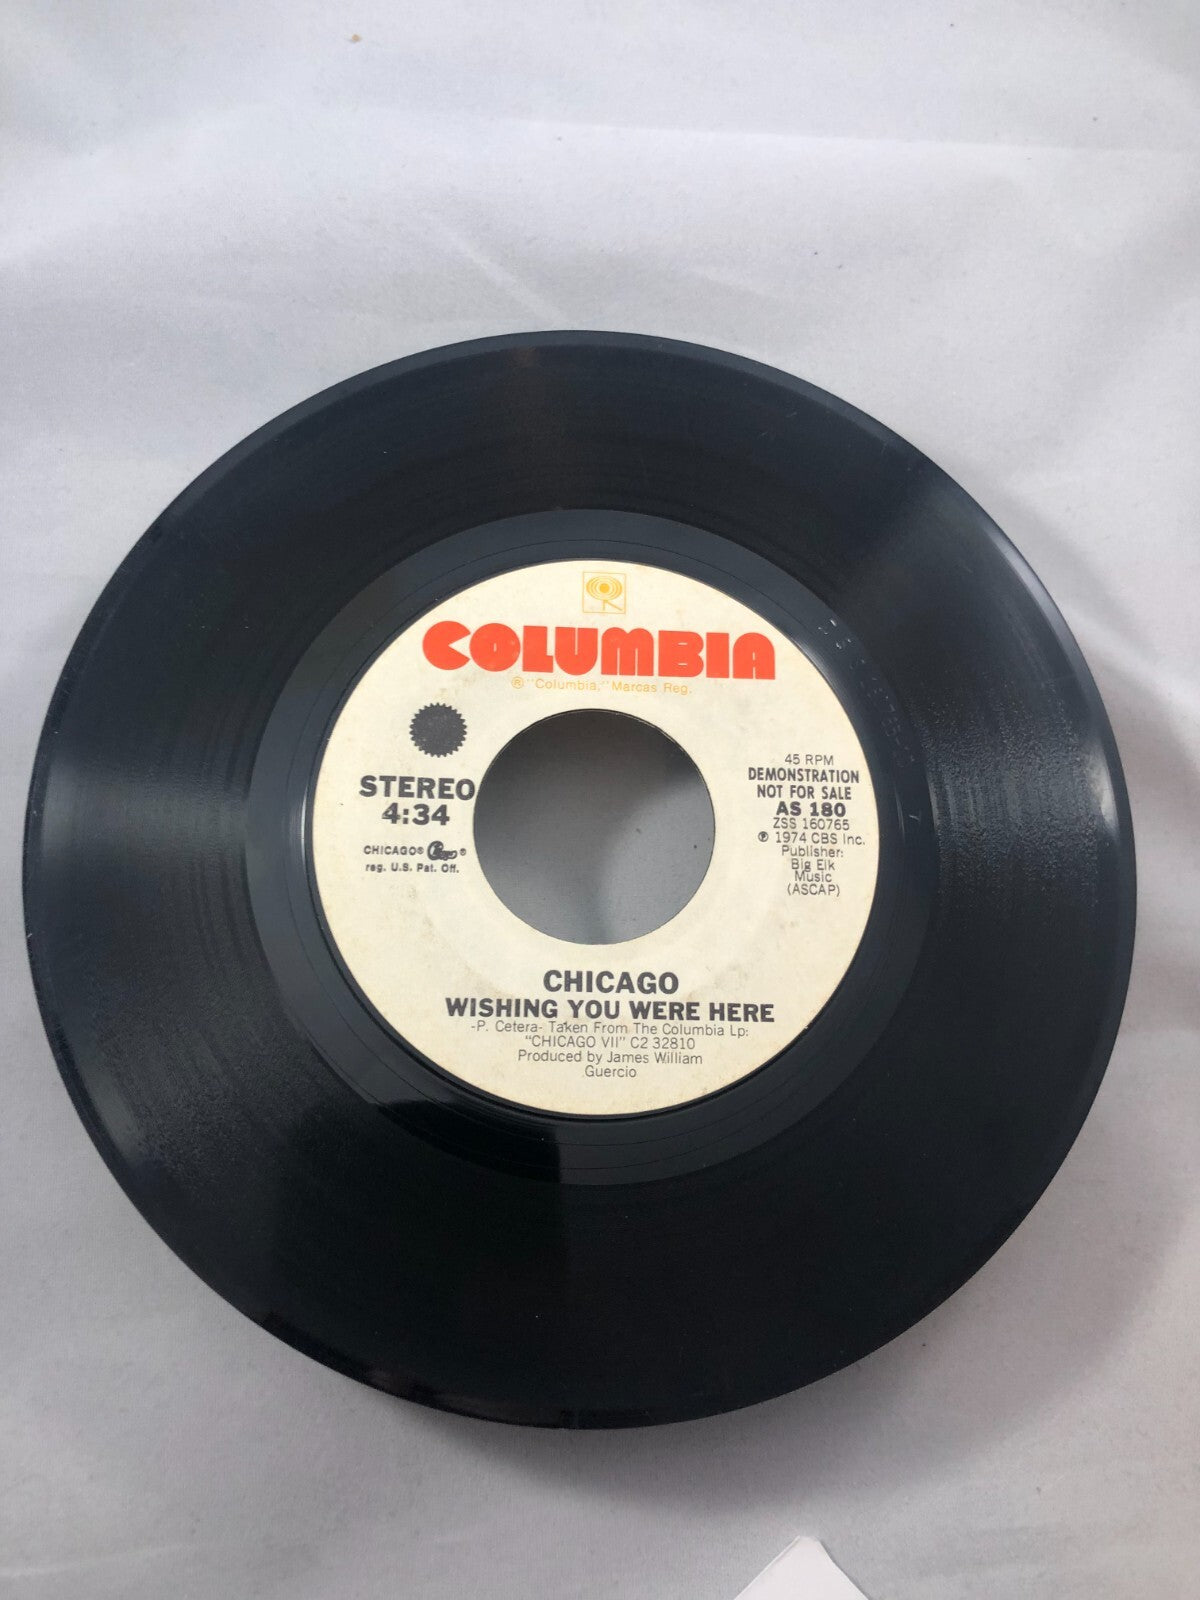 COLUMBIA
® "Columbia," Marcas Reg.
STEREO
4:34
CHICAGO® ®
reg. U.S. Pat. Off.
45 RPM
DEMONSTRATION
NOT FOR SALE
AS 180
ZSS 160765
℗ 1974 CBS Inc.
Publisher:
Big Elk
Music
(ASCAP)
CHICAGO
WISHING YOU WERE HERE
-P. Cetera- Taken From The Columbia Lp:
"CHICAGO VII" C2 32810
Produced by James William
Guercio